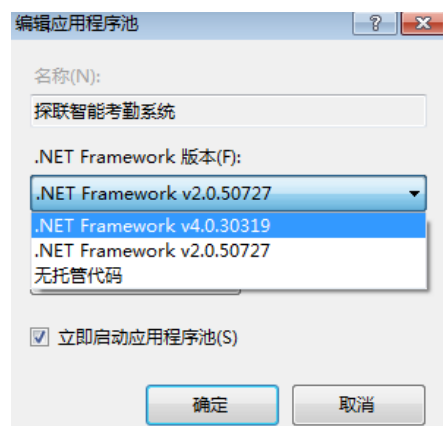 编辑应用程序池
名称(N):
探联智能考勤系统
.NET Framework 版本(F):
.NET Framework v2.0.50727
.NET Framework v4.0.30319
.NET Framework v2.0.50727
无托管代码
立即启动应用程序池(S)
确定
取消